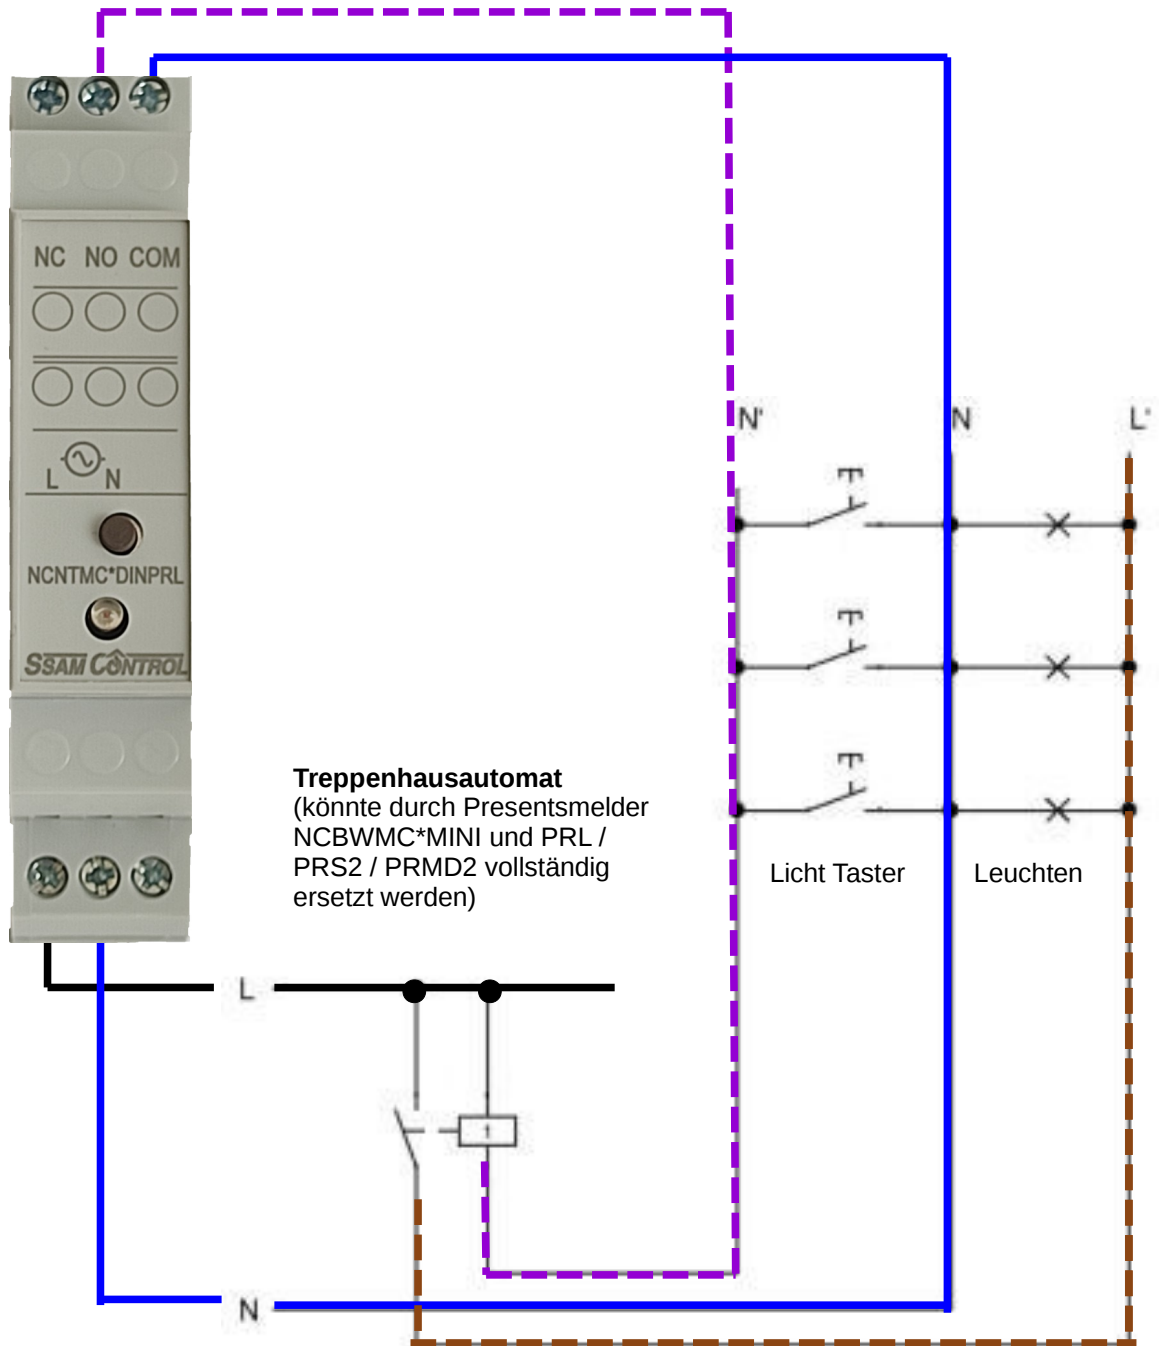 NC NO COM
L N
NCNTMC*DINPRL
SSAM CONTROL
N' N L'
Treppenhausautomat
(könnte durch Presentsmelder
NCBWMC*MINI und PRL /
PRS2 / PRMD2 vollständig
ersetzt werden)
Licht Taster
Leuchten
L
N